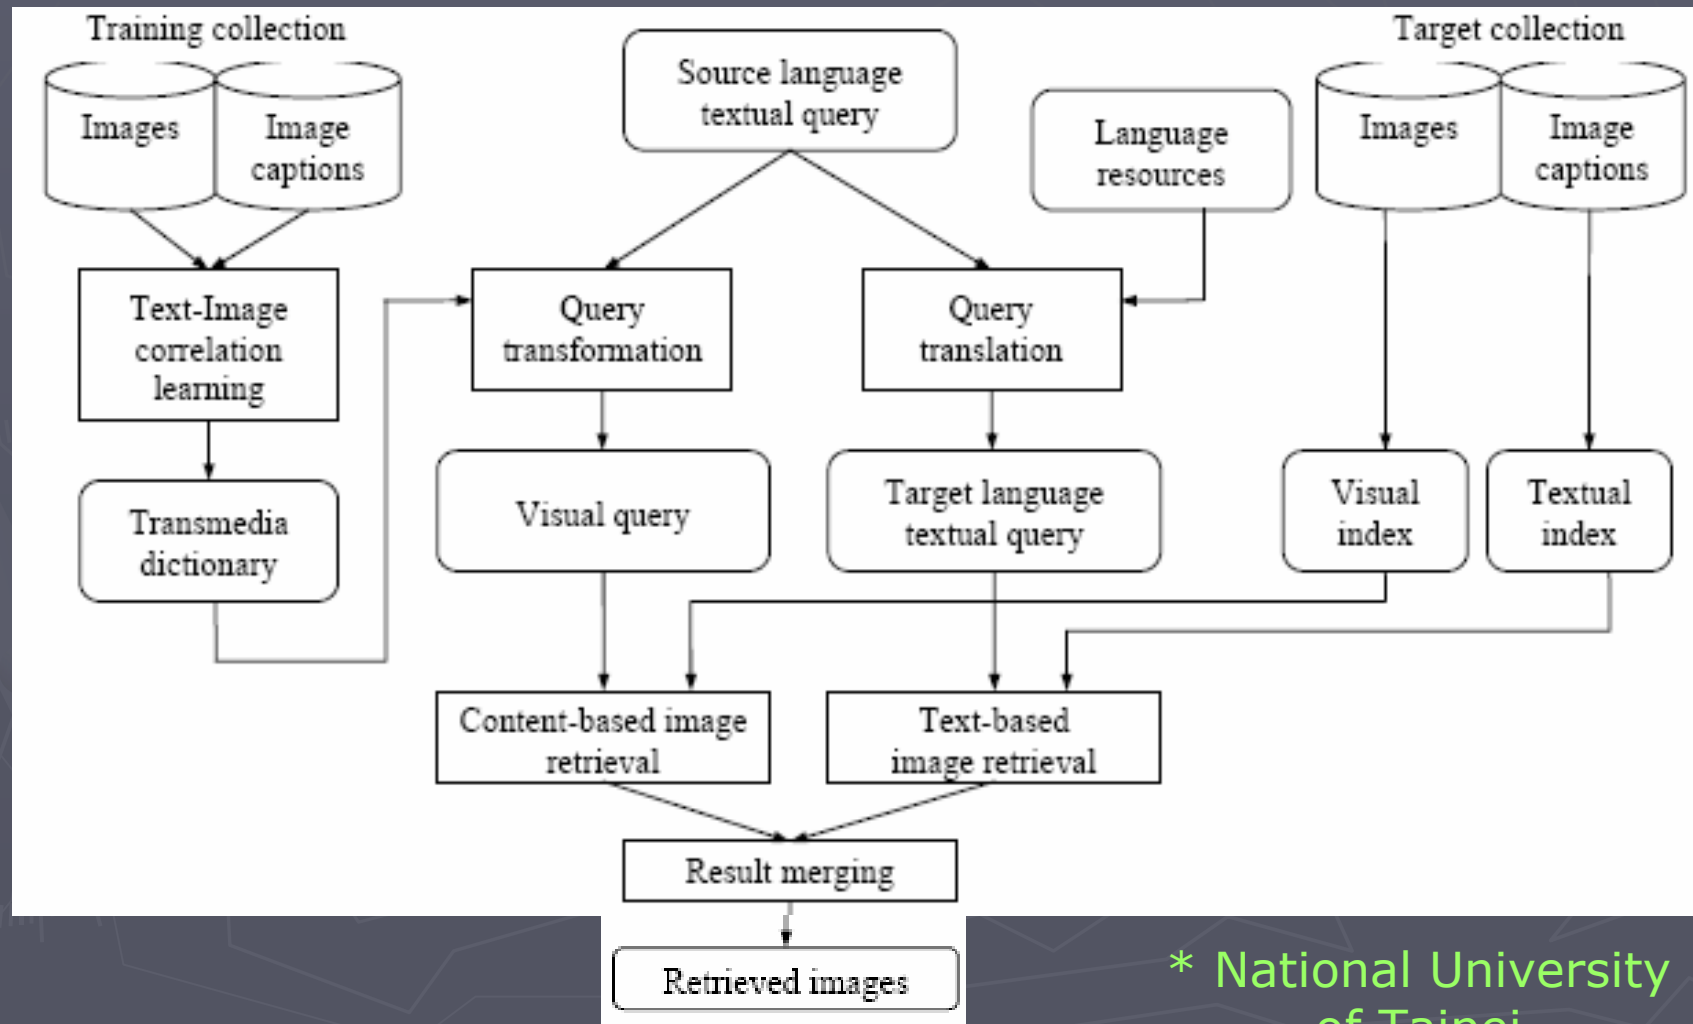 Training collection
Images
Image
captions
Source language
textual query
Language
resources
Target collection
Images
Image
captions
Text-Image
correlation
learning
Query
transformation
Query
translation
Transmedia
dictionary
Visual query
Target language
textual query
Visual
index
Textual
index
Content-based image
retrieval
Text-based
image retrieval
Result merging
Retrieved images
* National University
of Taipei